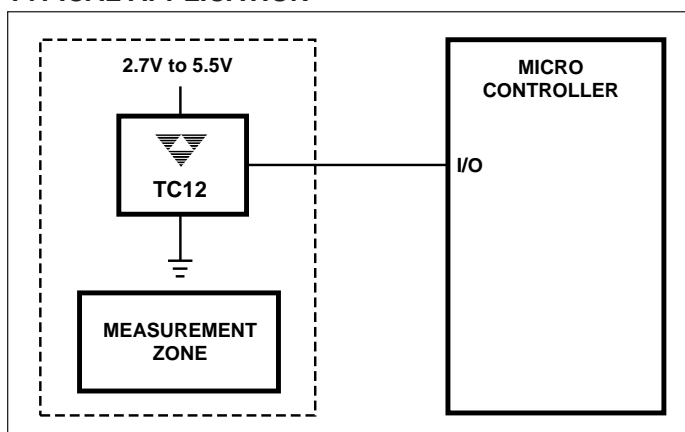 2.7V to 5.5V
TC12
MEASUREMENT
ZONE
MICRO
CONTROLLER
I/O